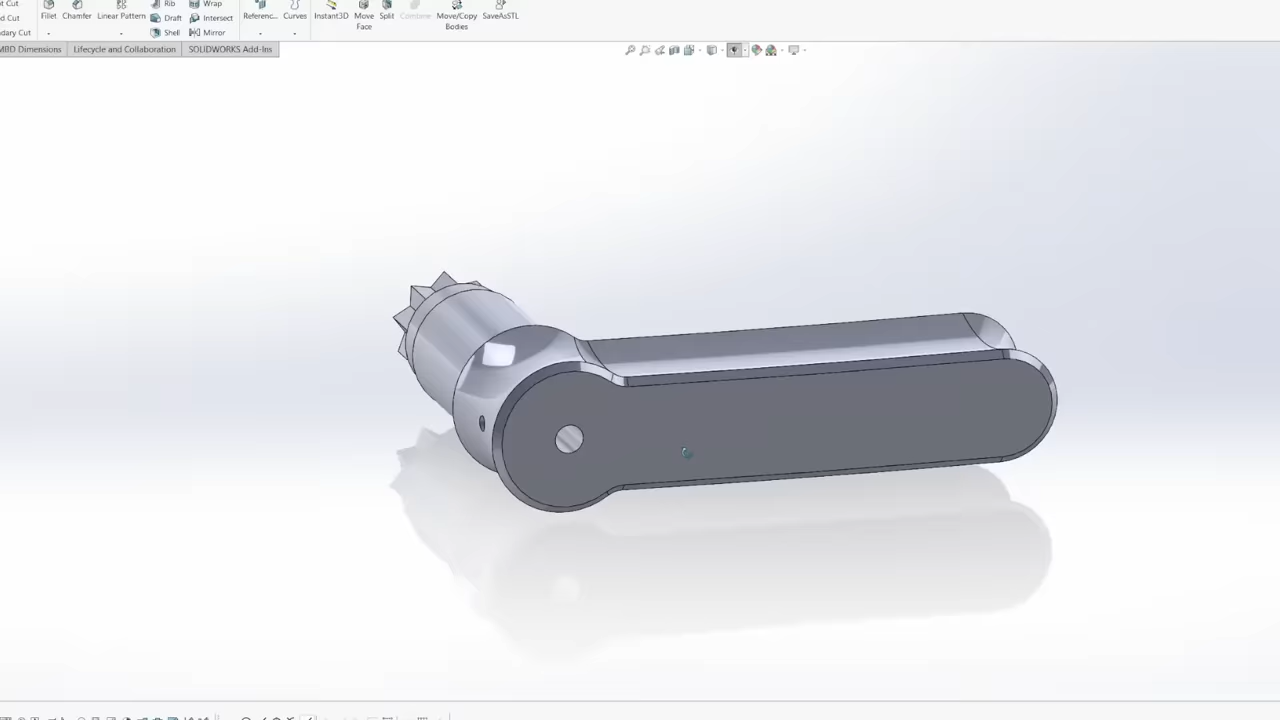 t Cut Rib Wrap
Fillet Chamfer Linear Pattern Draft Intersect Referenc... Curves Instant3D Move Face Split Combine Move/Copy Bodies SaveAsSTL
d Cut
dary Cut Shell Mirror
MBD Dimensions Lifecycle and Collaboration SOLIDWORKS Add-Ins